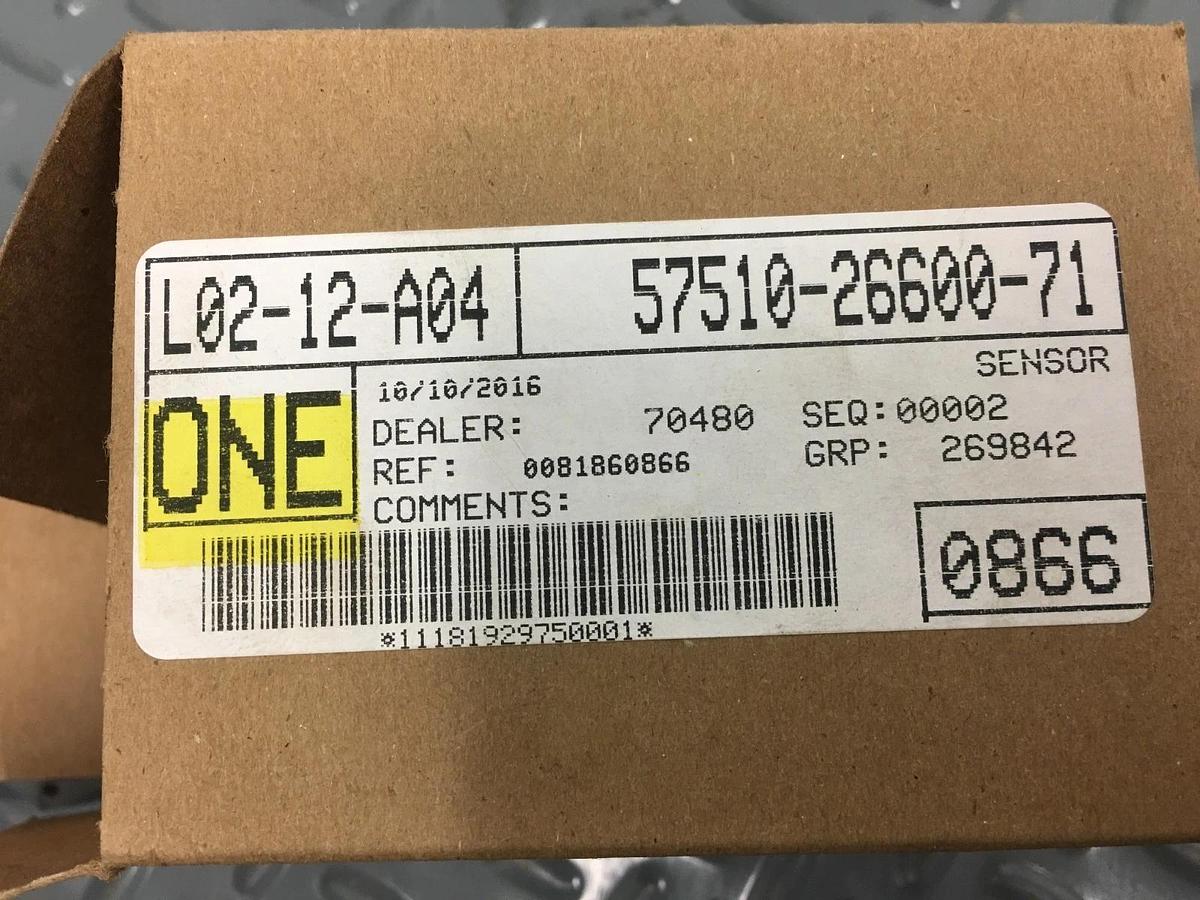 L02-12-A04 57510-26600-71
SENSOR
ONE
10/10/2016
DEALER: 70480 SEQ:00002
REF: 0081860866 GRP: 269842
COMMENTS:
0866
*11181929750001*